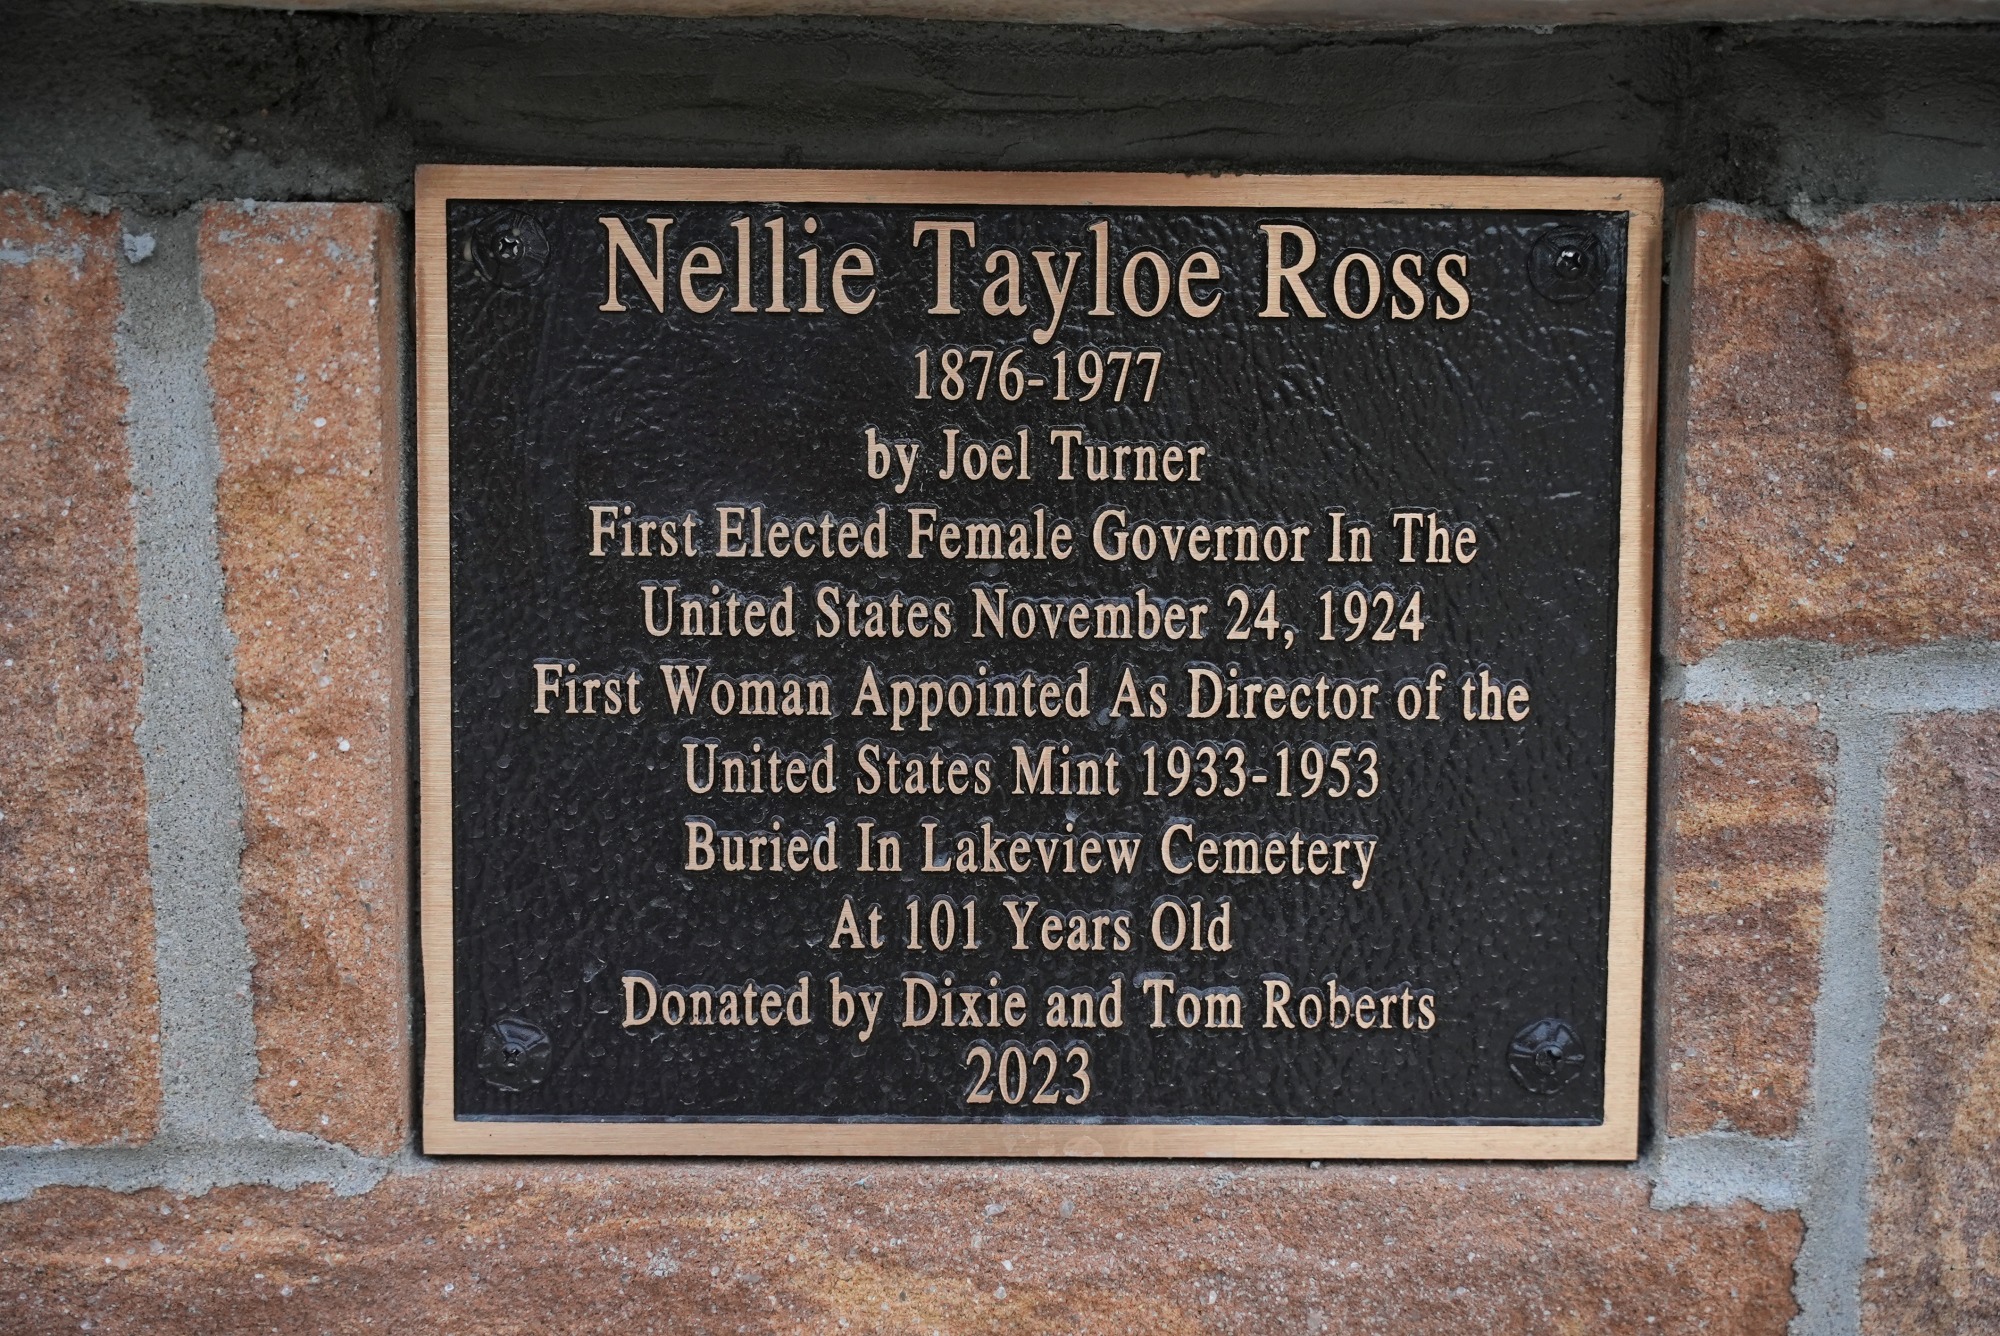 Nellie Tayloe Ross
1876-1977
by Joel Turner
First Elected Female Governor In The
United States November 24, 1924
First Woman Appointed As Director of the
United States Mint 1933-1953
Buried In Lakeview Cemetery
At 101 Years Old
Donated by Dixie and Tom Roberts
2023